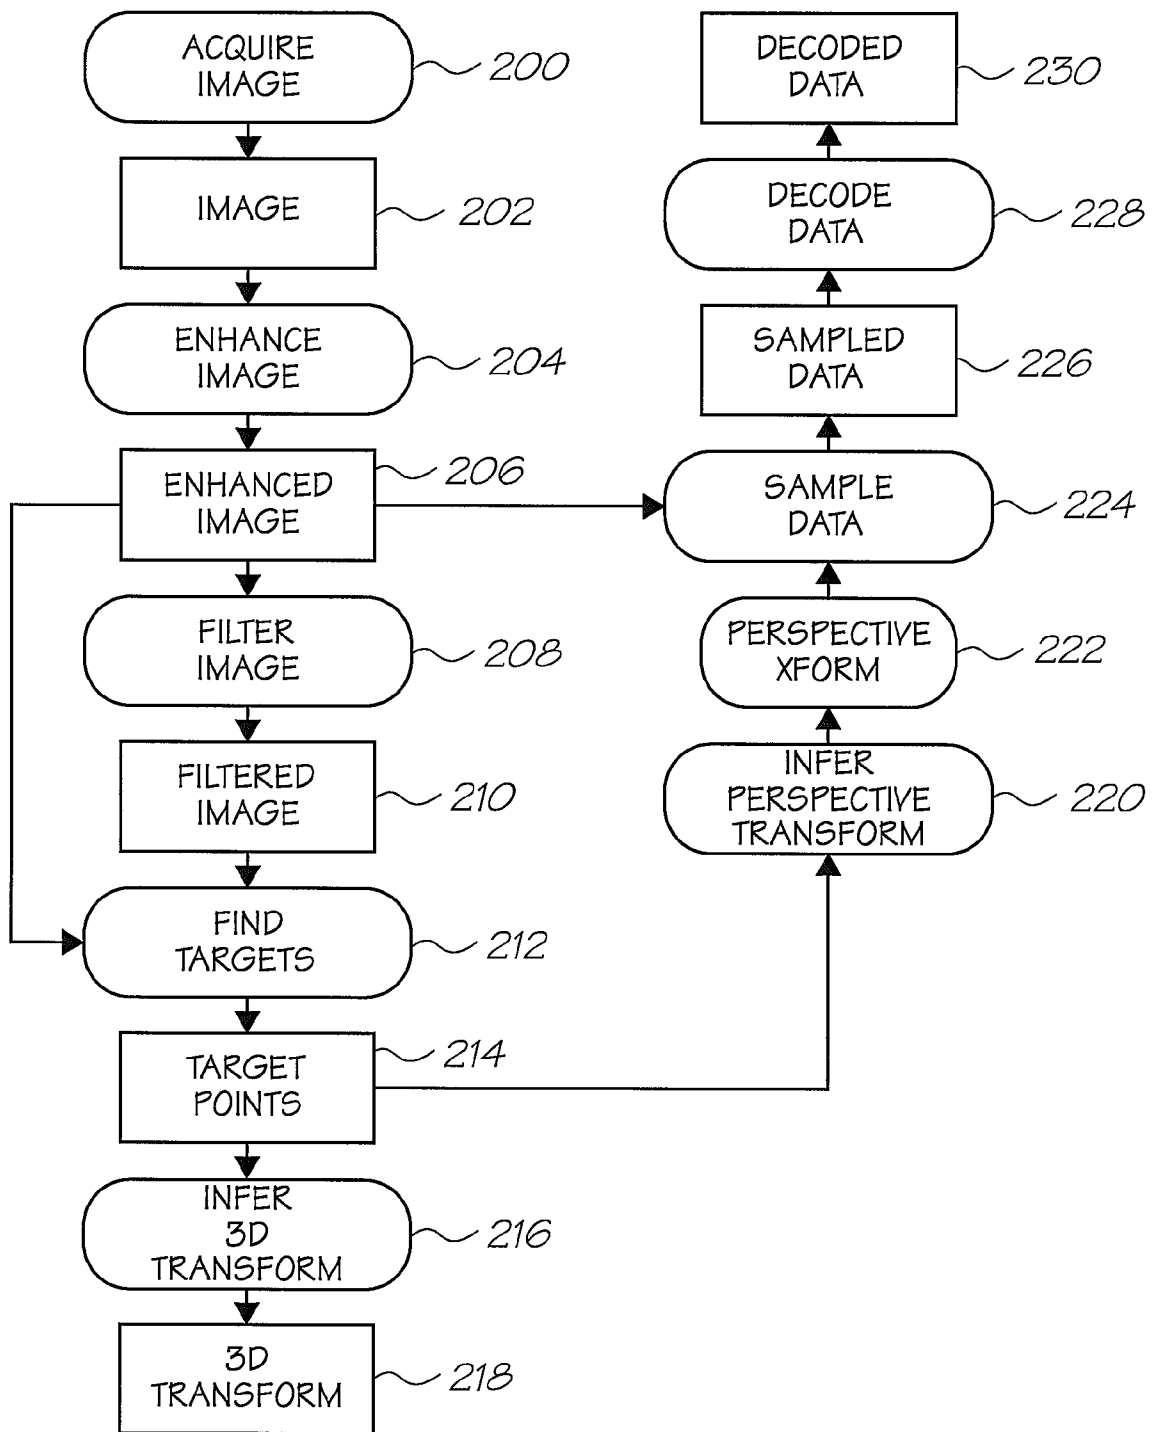 ACQUIRE
IMAGE
200
IMAGE
202
ENHANCE
IMAGE
204
ENHANCED
IMAGE
206
FILTER
IMAGE
208
FILTERED
IMAGE
210
FIND
TARGETS
212
TARGET
POINTS
214
INFER
3D
TRANSFORM
216
3D
TRANSFORM
218
DECODED
DATA
230
DECODE
DATA
228
SAMPLED
DATA
226
SAMPLE
DATA
224
PERSPECTIVE
XFORM
222
INFER
PERSPECTIVE
TRANSFORM
220